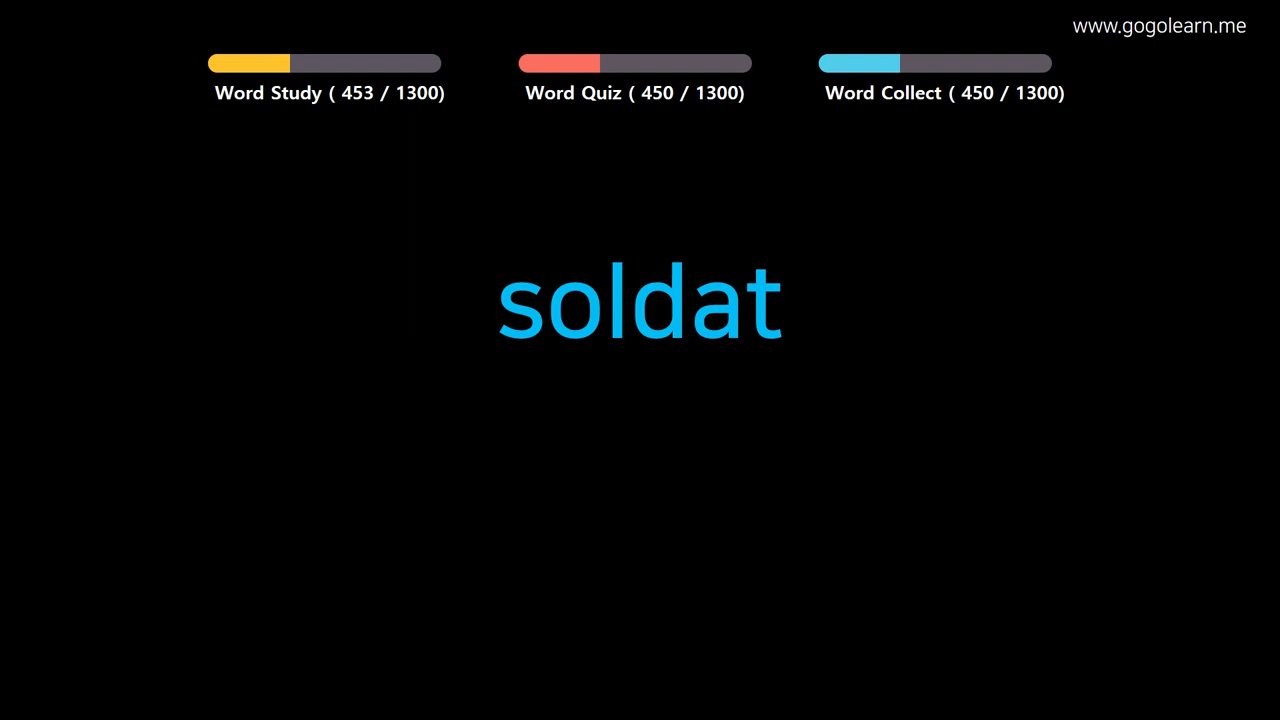 www.gogolearn.me
Word Study ( 453 / 1300)
Word Quiz ( 450 / 1300)
Word Collect ( 450 / 1300)
soldat